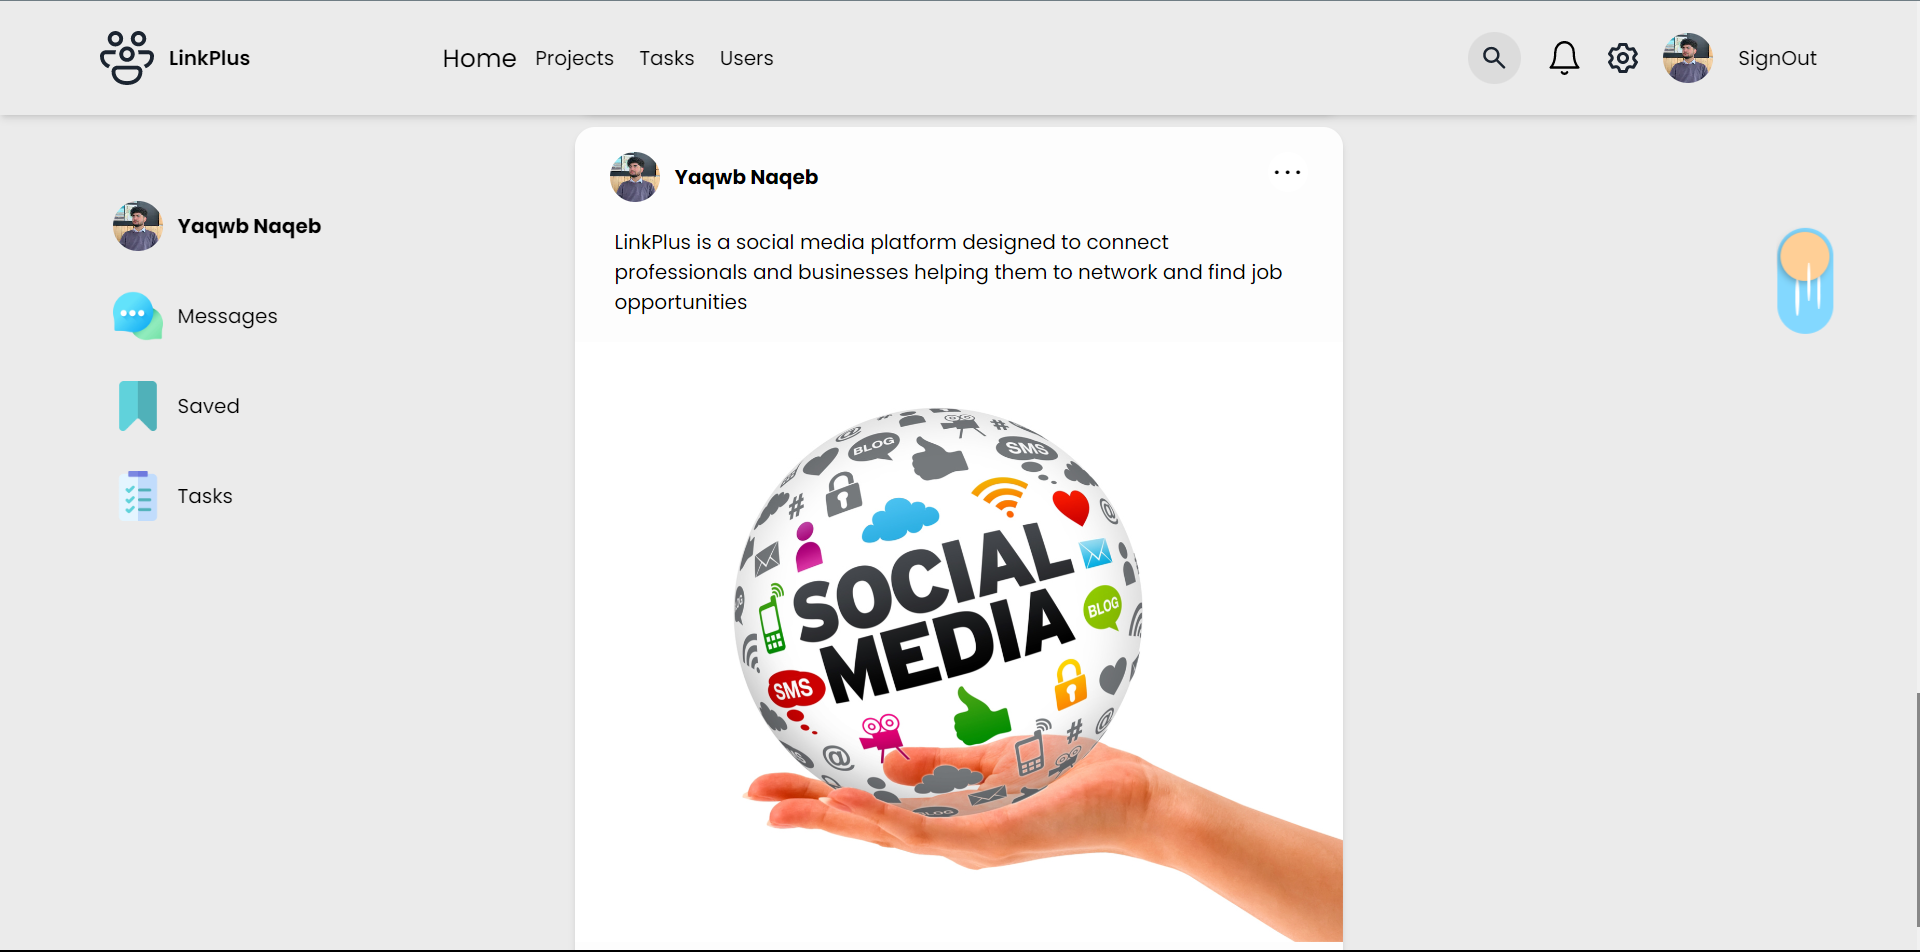 LinkPlus
Home Projects Tasks Users
SignOut
Yaqwb Naqeb
Messages
Saved
Tasks
Yaqwb Naqeb
LinkPlus is a social media platform designed to connect
professionals and businesses helping them to network and find job
opportunities
BLOG
SMS
SOCIAL
MEDIA
BLOG
SMS